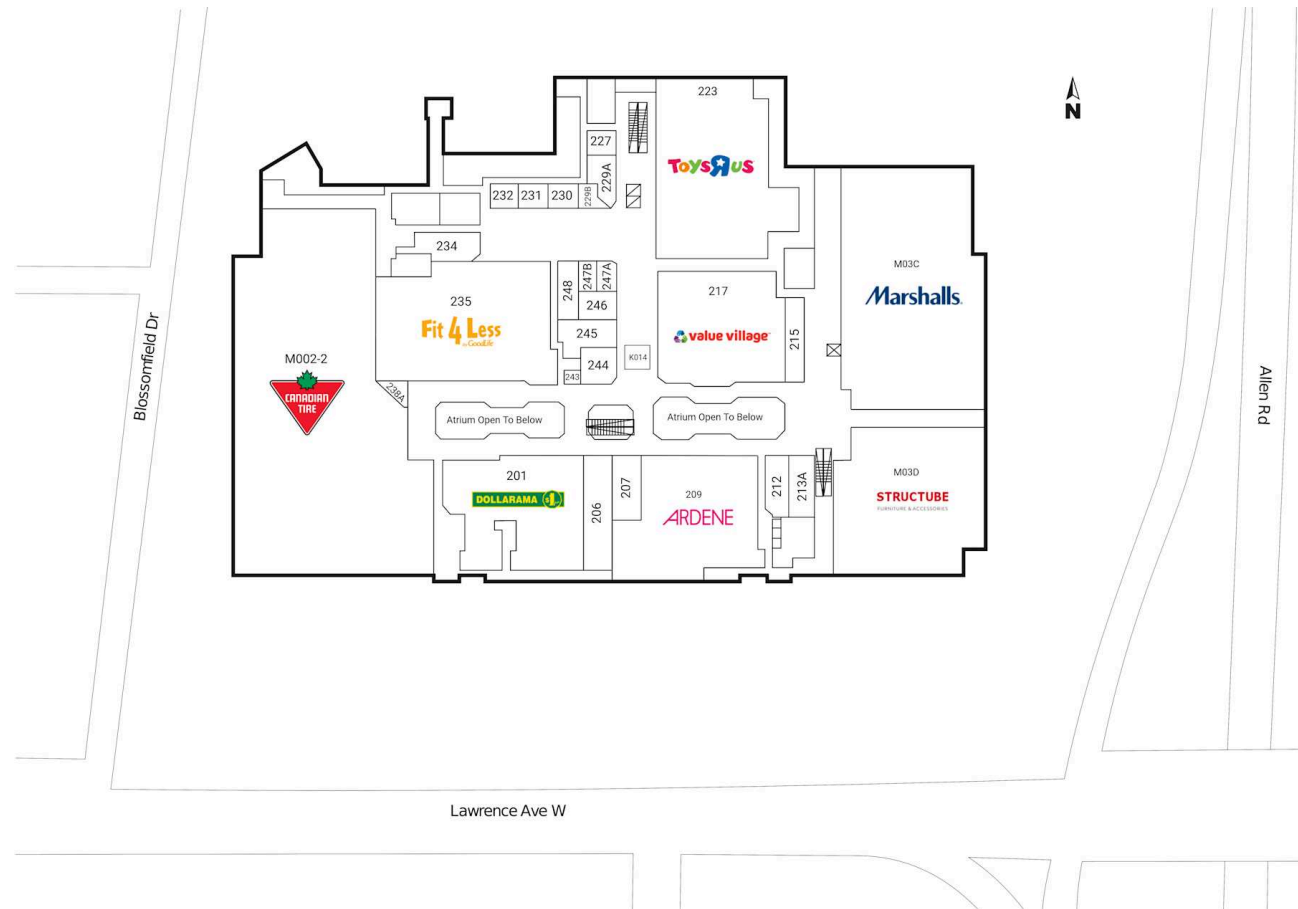 223
N
227
TOYSRUS
229A
232
231
230
229B
234
M03C
247B
247A
248
217
Marshalls.
235
246
Fit 4 Less
by GoodLife
value village
215
245
Blossomfield Dr
M002-2
K014
244
243
CANADIAN
TIRE
238A
Allen Rd
Atrium Open To Below
Atrium Open To Below
201
M03D
212
213A
207
209
STRUCTUBE
FURNITURE & ACCESSORIES
DOLLARAMA
206
ARDENE
Lawrence Ave W